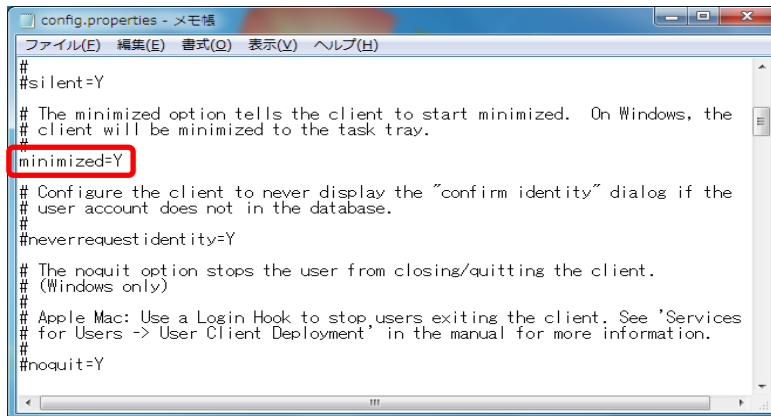 config.properties - メモ帳
ファイル(F) 編集(E) 書式(O) 表示(V) ヘルプ(H)
#
#silent=Y
# The minimized option tells the client to start minimized.  On Windows, the
# client will be minimized to the task tray.
#
minimized=Y
# Configure the client to never display the "confirm identity" dialog if the
# user account does not in the database.
#
#neverrequestidentity=Y
# The noquit option stops the user from closing/quitting the client.
# (Windows only)
#
# Apple Mac: Use a Login Hook to stop users exiting the client. See 'Services
# for Users -> User Client Deployment' in the manual for more information.
#
#noquit=Y